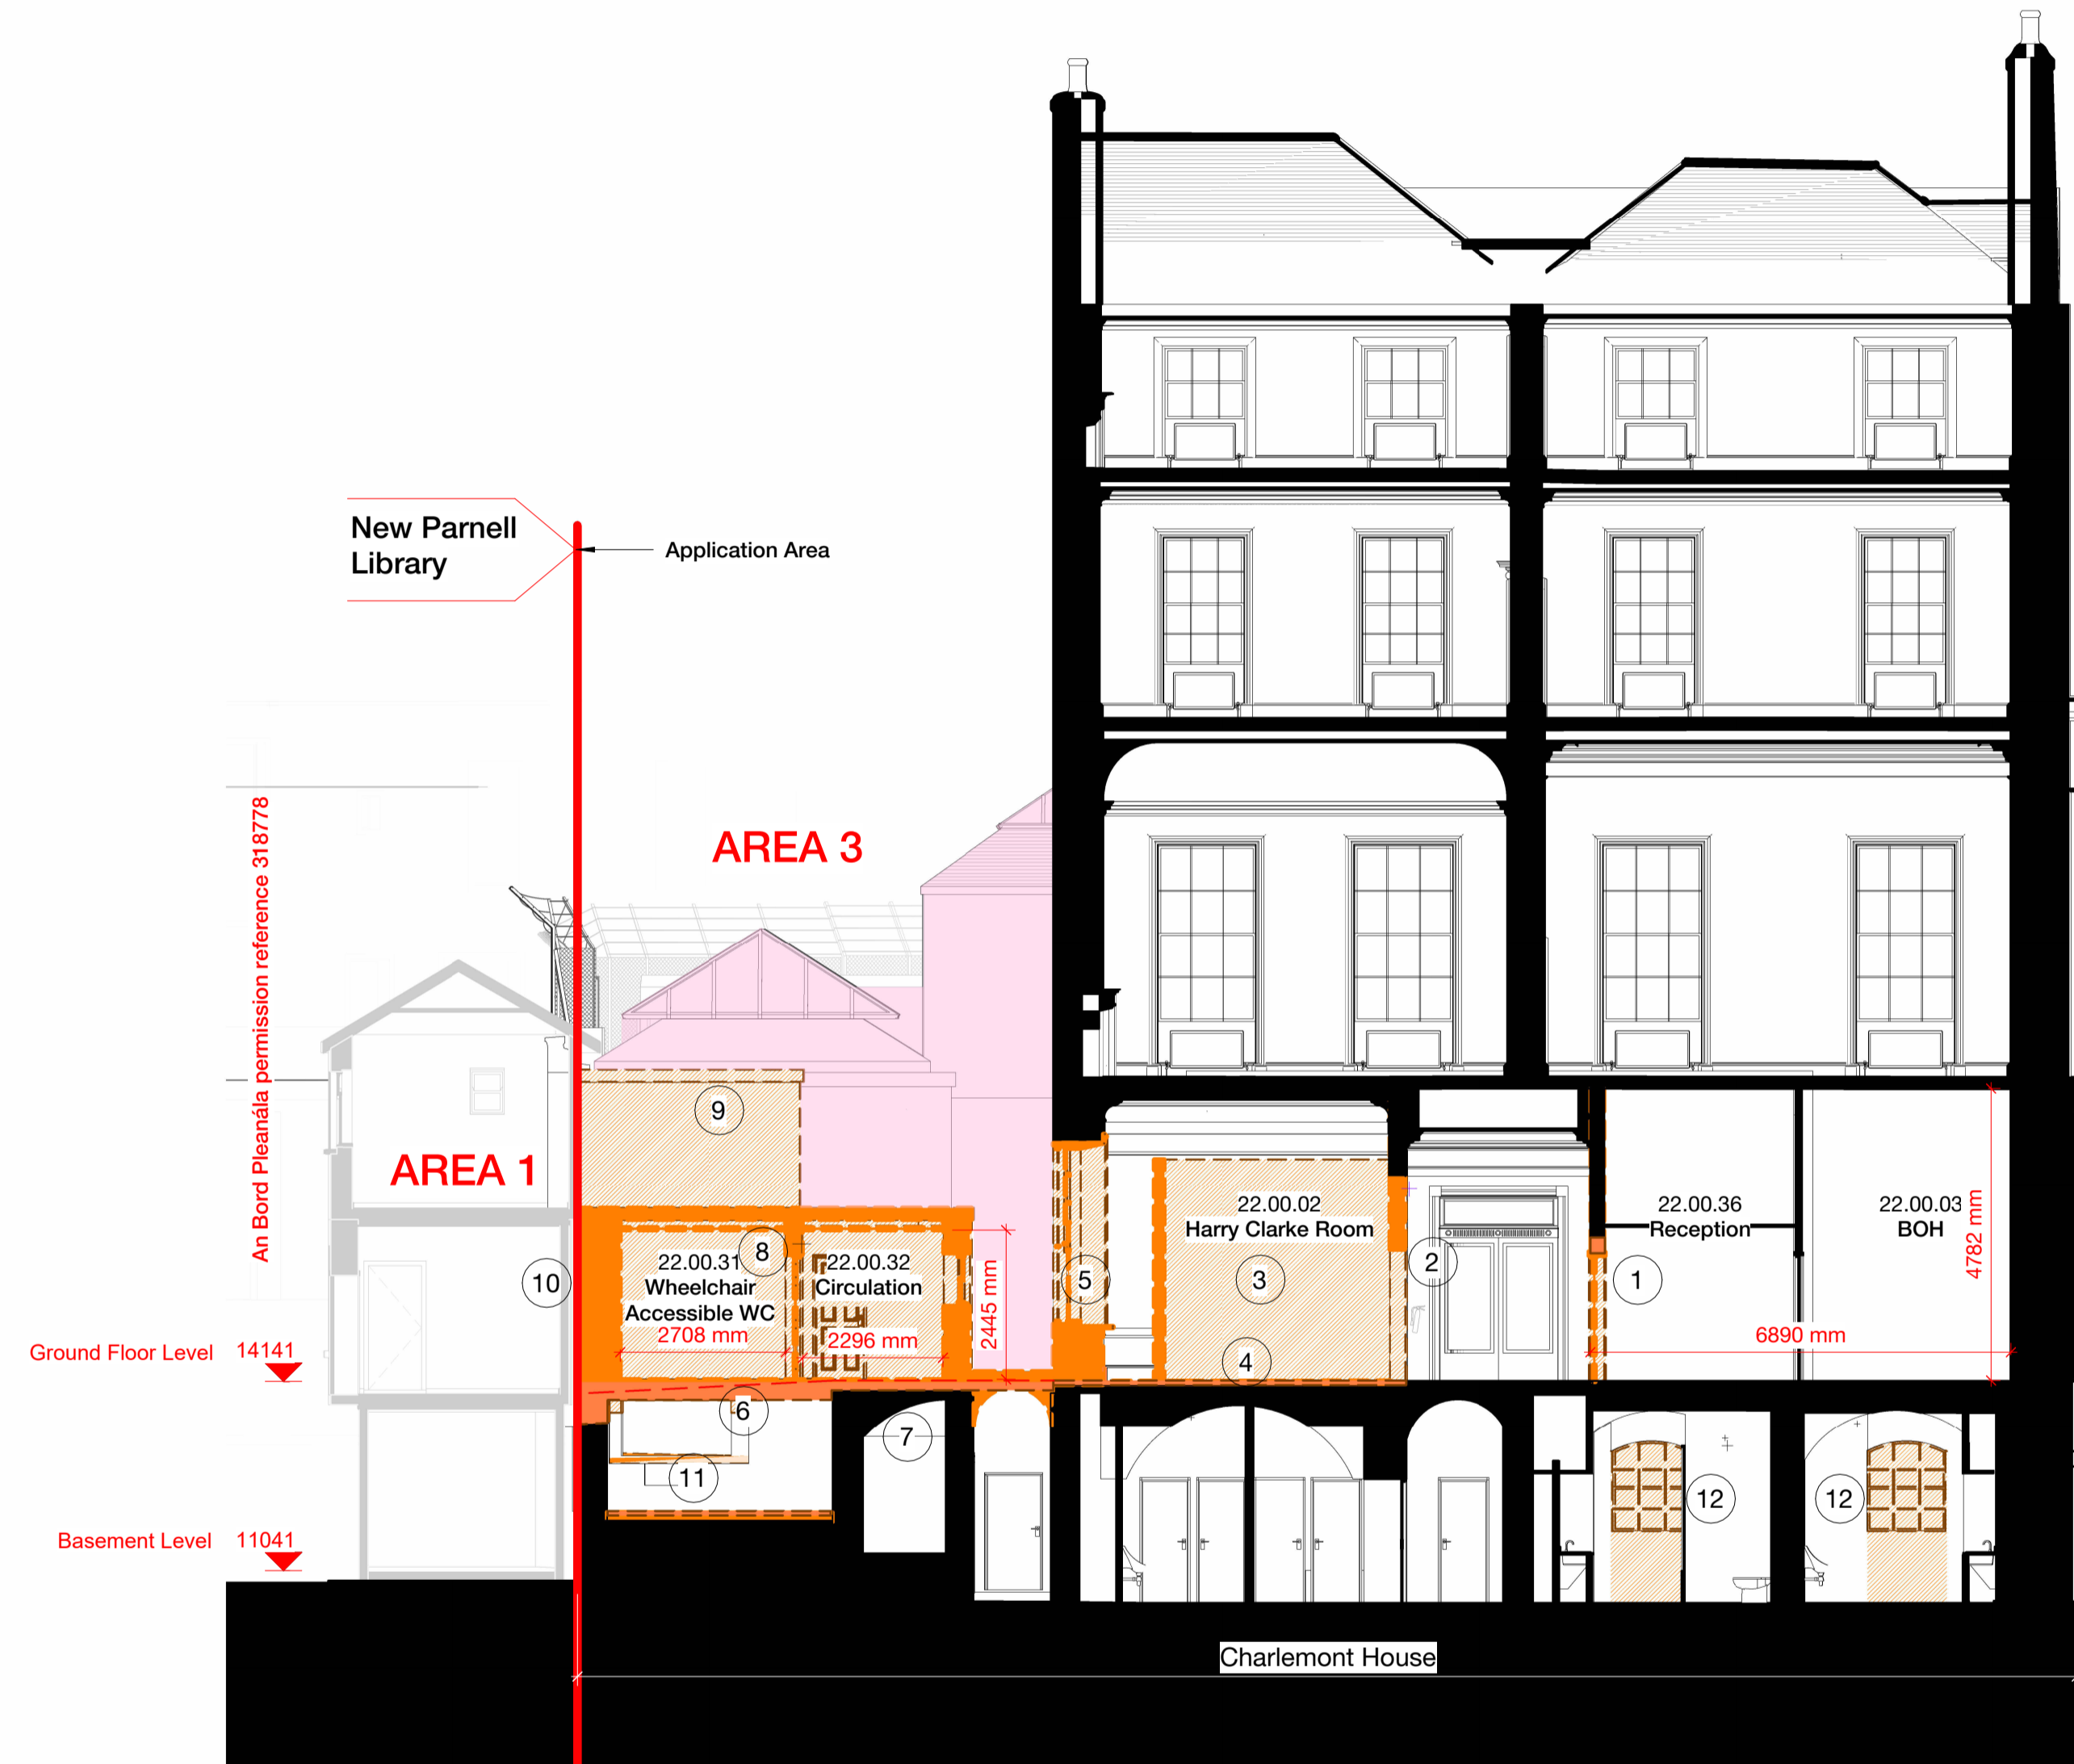 New Parnell
Library
Application Area
An Bord Pleanála permission reference 318778
AREA 3
AREA 1
9
22.00.02
Harry Clarke Room
22.00.36
Reception
22.00.03
BOH
4782 mm
8
22.00.31
Wheelchair
Accessible WC
2708 mm
22.00.32
Circulation
2296 mm
2445 mm
10
5
3
2
1
6890 mm
4
Ground Floor Level 14141
6
7
11
12
12
Basement Level 11041
Charlemont House